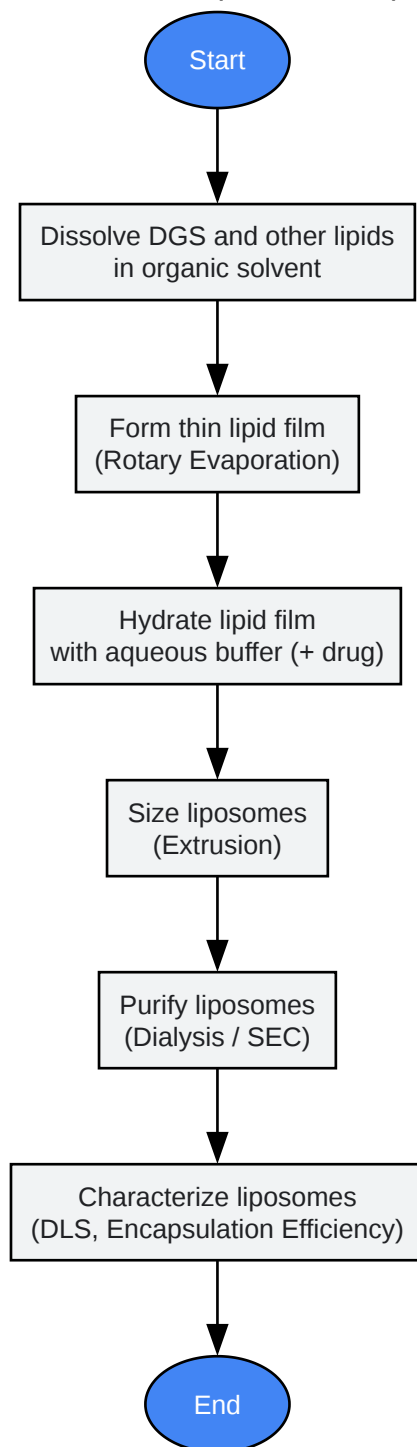 Start
Dissolve DGS and other lipids
in organic solvent
Form thin lipid film
(Rotary Evaporation)
Hydrate lipid film
with aqueous buffer (+ drug)
Size liposomes
(Extrusion)
Purify liposomes
(Dialysis / SEC)
Characterize liposomes
(DLS, Encapsulation Efficiency)
End